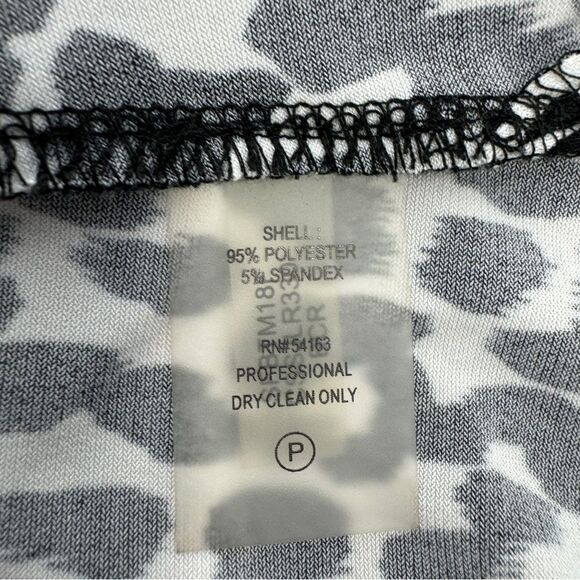 SHELL :
95% POLYESTER
5% SPANDEX
RN# 54163
PROFESSIONAL
DRY CLEAN ONLY
P